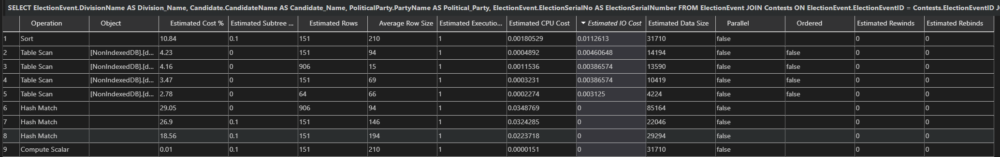 SELECT ElectionEvent.DivisionName AS Division_Name, Candidate.CandidateName AS Candidate_Name, PoliticalParty.PartyName AS Political_Party, ElectionEvent.ElectionSerialNo AS ElectionSerialNumber FROM ElectionEvent JOIN Contests ON ElectionEvent.ElectionEventID = Contests.ElectionEventID JO
Operation Object Estimated Cost % Estimated Subtree ... Estimated Rows Average Row Size Estimated Executio... Estimated CPU Cost Estimated IO Cost Estimated Data Size Parallel Ordered Estimated Rewinds Estimated Rebinds
1 Sort 10.84 0.1 151 210 1 0.00180529 0.0112613 31710 false 0 0
2 Table Scan [NonIndexedDB].[d... 4.23 0 151 94 1 0.0004892 0.00460648 14194 false false 0 0
3 Table Scan [NonIndexedDB].[d... 4.16 0 906 15 1 0.0011536 0.00386574 13590 false false 0 0
4 Table Scan [NonIndexedDB].[d... 3.47 0 151 69 1 0.0003231 0.00386574 10419 false false 0 0
5 Table Scan [NonIndexedDB].[d... 2.78 0 64 66 1 0.0002274 0.003125 4224 false false 0 0
6 Hash Match 29.05 0 906 94 1 0.0348769 0 85164 false 0 0
7 Hash Match 26.9 0.1 151 146 1 0.0324285 0 22046 false 0 0
8 Hash Match 18.56 0.1 151 194 1 0.0223718 0 29294 false 0 0
9 Compute Scalar 0.01 0.1 151 210 1 0.0000151 0 31710 false 0 0